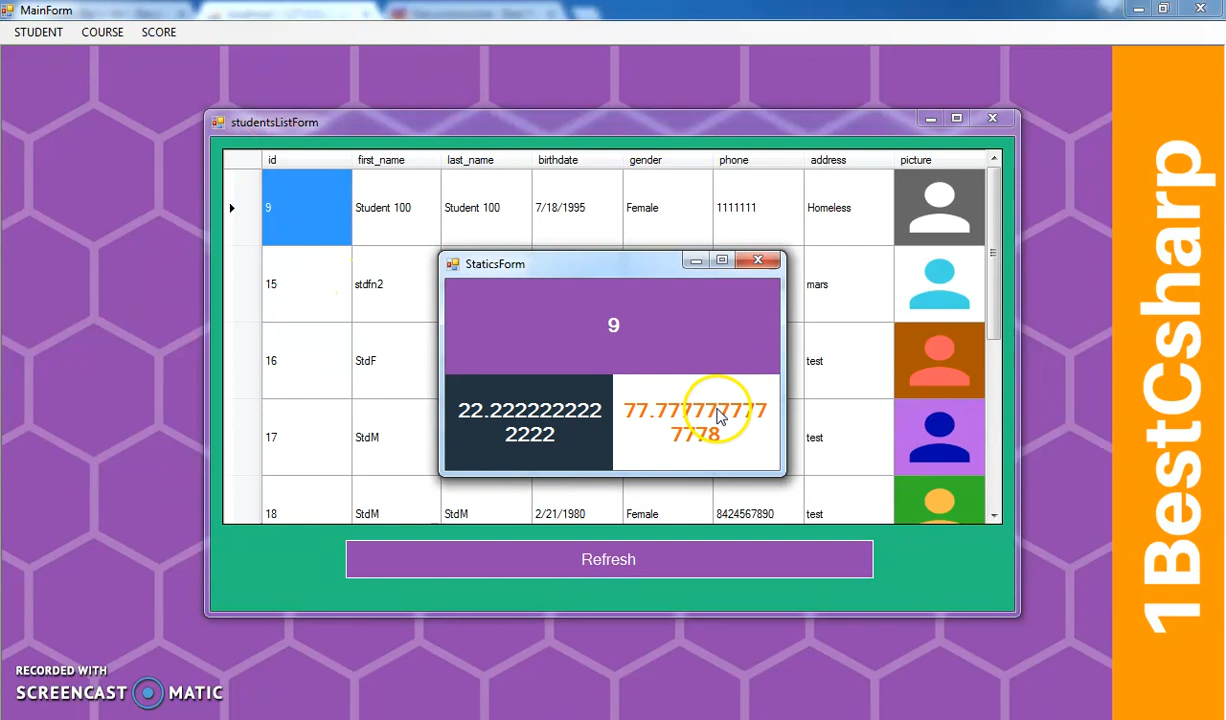 MainForm
STUDENT COURSE SCORE
studentsListForm
id first_name last_name birthdate gender phone address picture
9 Student 100 Student 100 7/18/1995 Female 1111111 Homeless
StaticsForm
15 stdfn2 mars
9
16 StdF test
22.222222222
2222
77.777777777
7778
17 StdM test
18 StdM StdM 2/21/1980 Female 8424567890 test
Refresh
1BestCsharp
RECORDED WITH
SCREENCAST MATIC